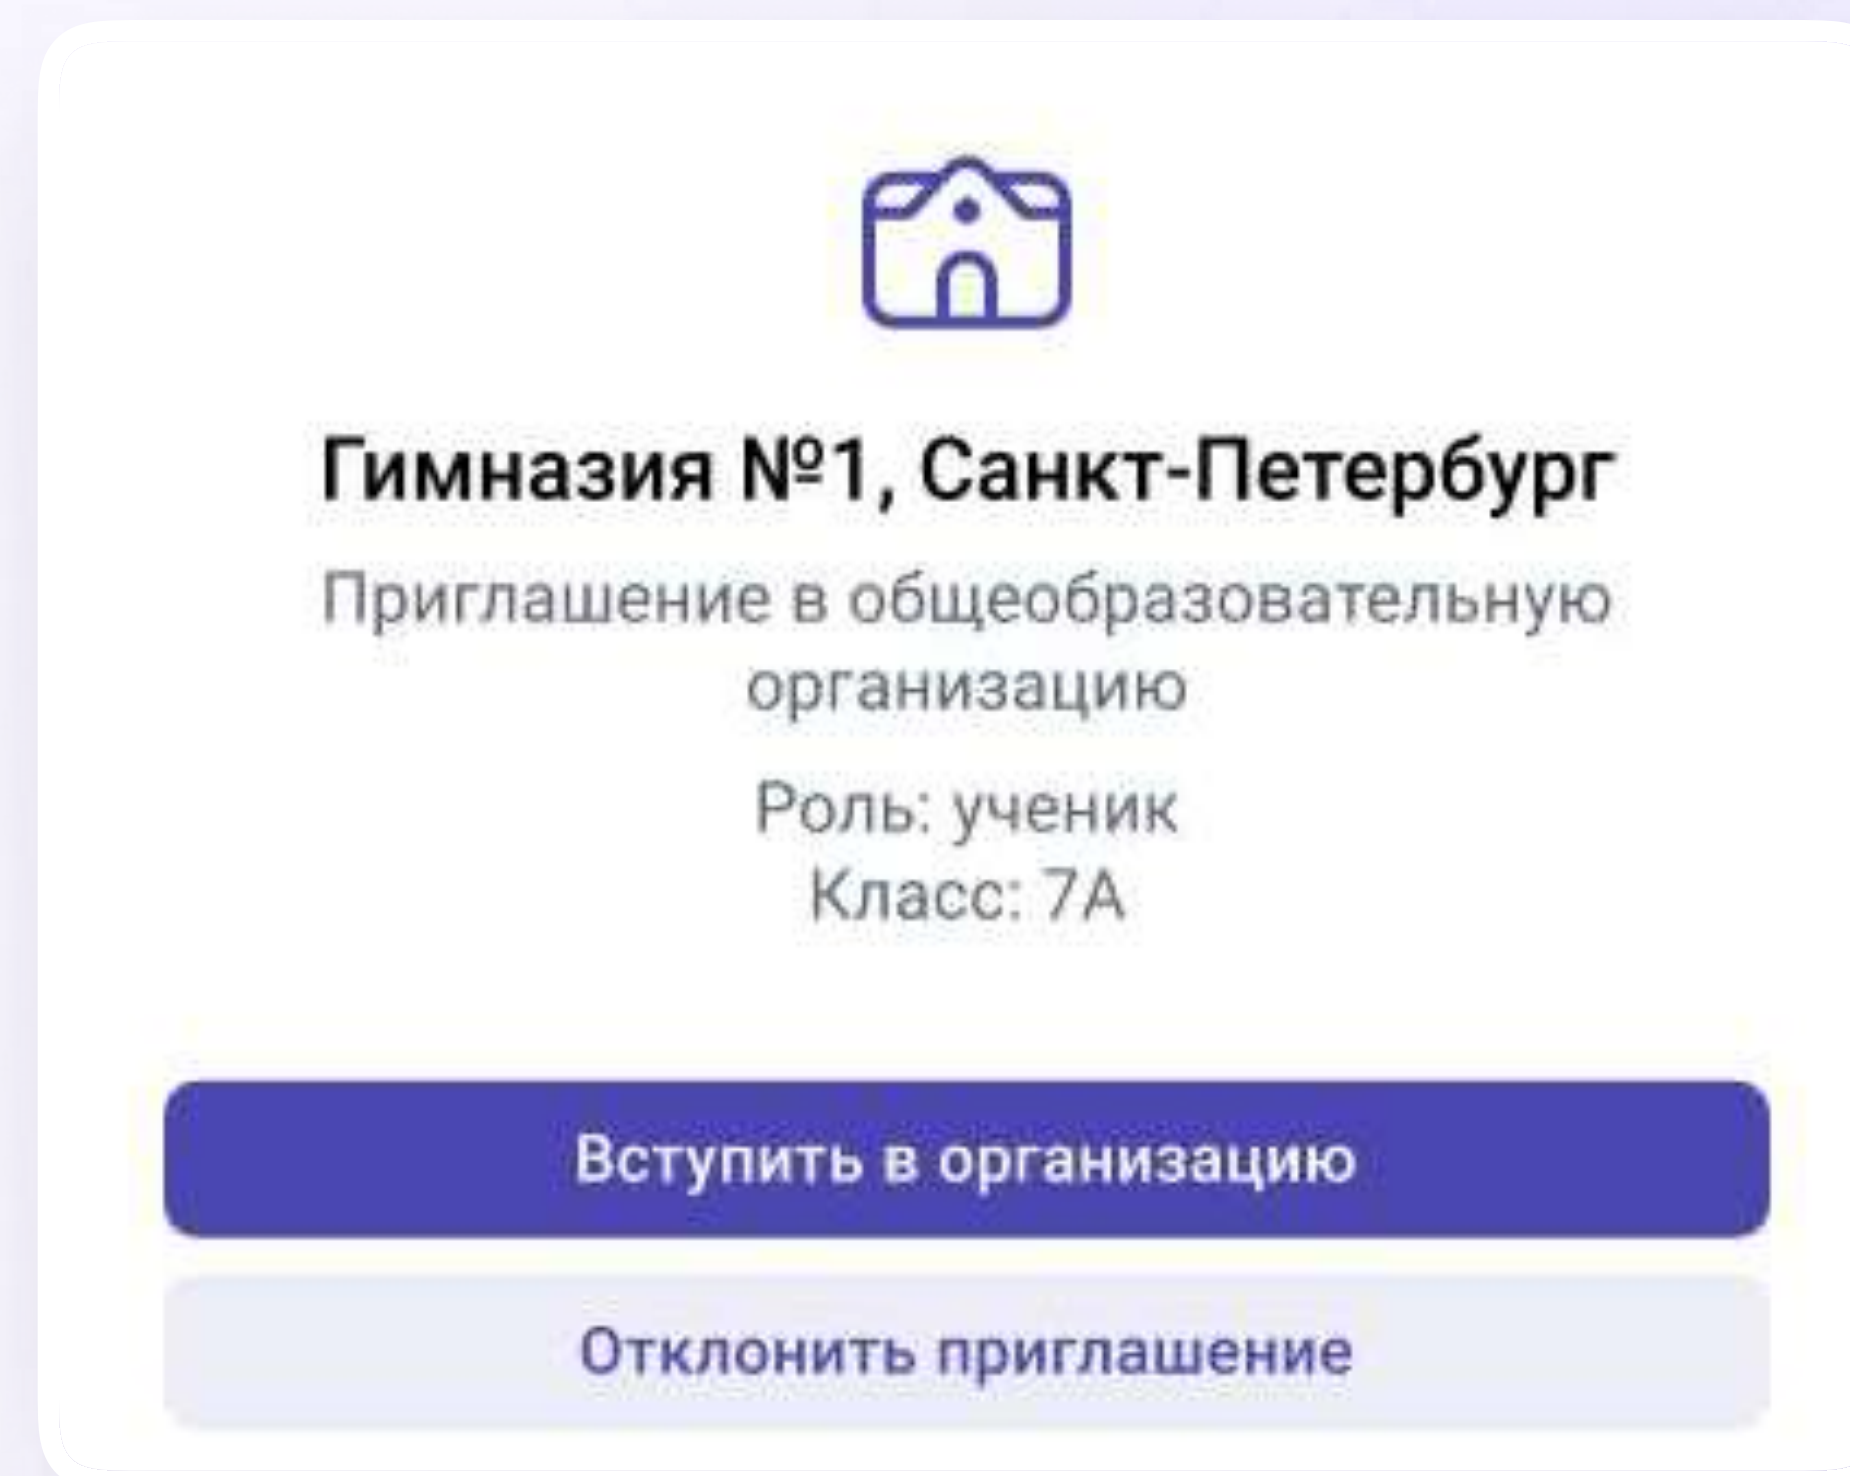 Гимназия №1, Санкт-Петербург
Приглашение в общеобразовательную
организацию
Роль: ученик
Класс: 7А
Вступить в организацию
Отклонить приглашение